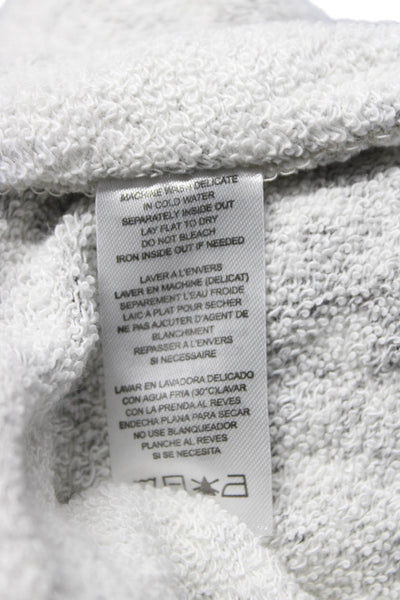 MACHINE WASH DELICATE
IN COLD WATER
SEPARATELY INSIDE OUT
LAY FLAT TO DRY
DO NOT BLEACH
IRON INSIDE OUT IF NEEDED
LAVER A L'ENVERS
LAVER EN MACHINE (DELICAT)
SEPAREMENT L'EAU FROIDE
LAIC A PLAT POUR SECHER
NE PAS AJOUTER D'AGENT DE
BLANCHIMENT
REPASSER A L'ENVERS
SI NECESSAIRE
LAVAR EN LAVADORA DELICADO
CON AGUA FRIA (30°C)LAVAR
CON LA PRENDA AL REVES
ENDECHA PLANA PARA SECAR
NO USE BLANQUEADOR
PLANCHE AL REVES
SI SE NECESITA